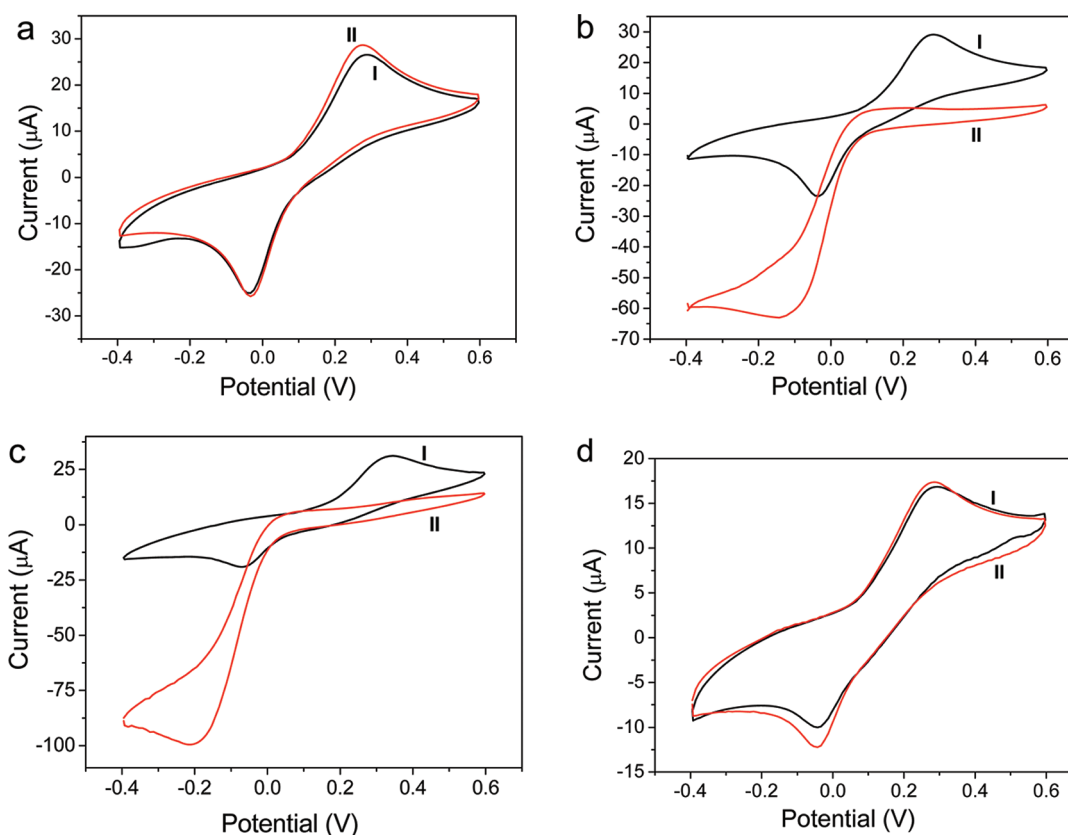 a
II
I
30
20
10
0
-10
-20
-30
Current (μA)
-0.4 -0.2 0.0 0.2 0.4 0.6
Potential (V)
b
I
II
30
20
10
0
-10
-20
-30
-40
-50
-60
-70
Current (μA)
-0.4 -0.2 0.0 0.2 0.4 0.6
Potential (V)
c
I
II
25
0
-25
-50
-75
-100
Current (μA)
-0.4 -0.2 0.0 0.2 0.4 0.6
Potential (V)
d
I
II
20
15
10
5
0
-5
-10
-15
Current (μA)
-0.4 -0.2 0.0 0.2 0.4 0.6
Potential (V)